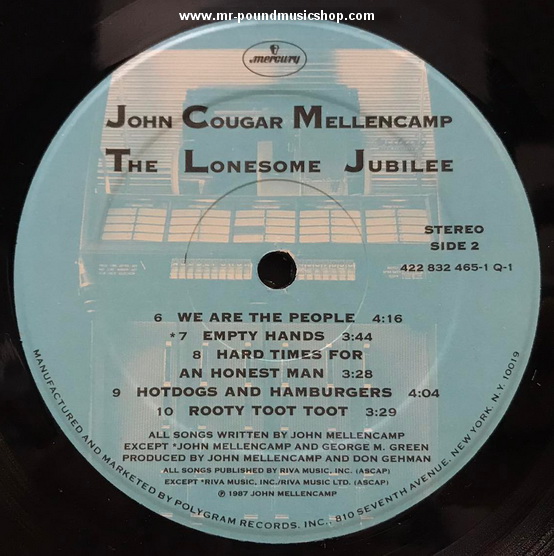 www.mr-poundmusicshop.com
mercury
JOHN COUGAR MELLENCAMP
THE LONESOME JUBILEE
STEREO
SIDE 2
422 832 465-1 Q-1
6 WE ARE THE PEOPLE 4:16
*7 EMPTY HANDS 3:44
8 HARD TIMES FOR
AN HONEST MAN 3:28
9 HOTDOGS AND HAMBURGERS 4:04
10 ROOTY TOOT TOOT 3:29
ALL SONGS WRITTEN BY JOHN MELLENCAMP
EXCEPT *JOHN MELLENCAMP AND GEORGE M. GREEN
PRODUCED BY JOHN MELLENCAMP AND DON GEHMAN
ALL SONGS PUBLISHED BY RIVA MUSIC, INC. (ASCAP)
EXCEPT *RIVA MUSIC, INC./RIVA MUSIC LTD. (ASCAP)
℗ 1987 JOHN MELLENCAMP
MANUFACTURED AND MARKETED BY POLYGRAM RECORDS, INC., 810 SEVENTH AVENUE, NEW YORK, N.Y. 10019